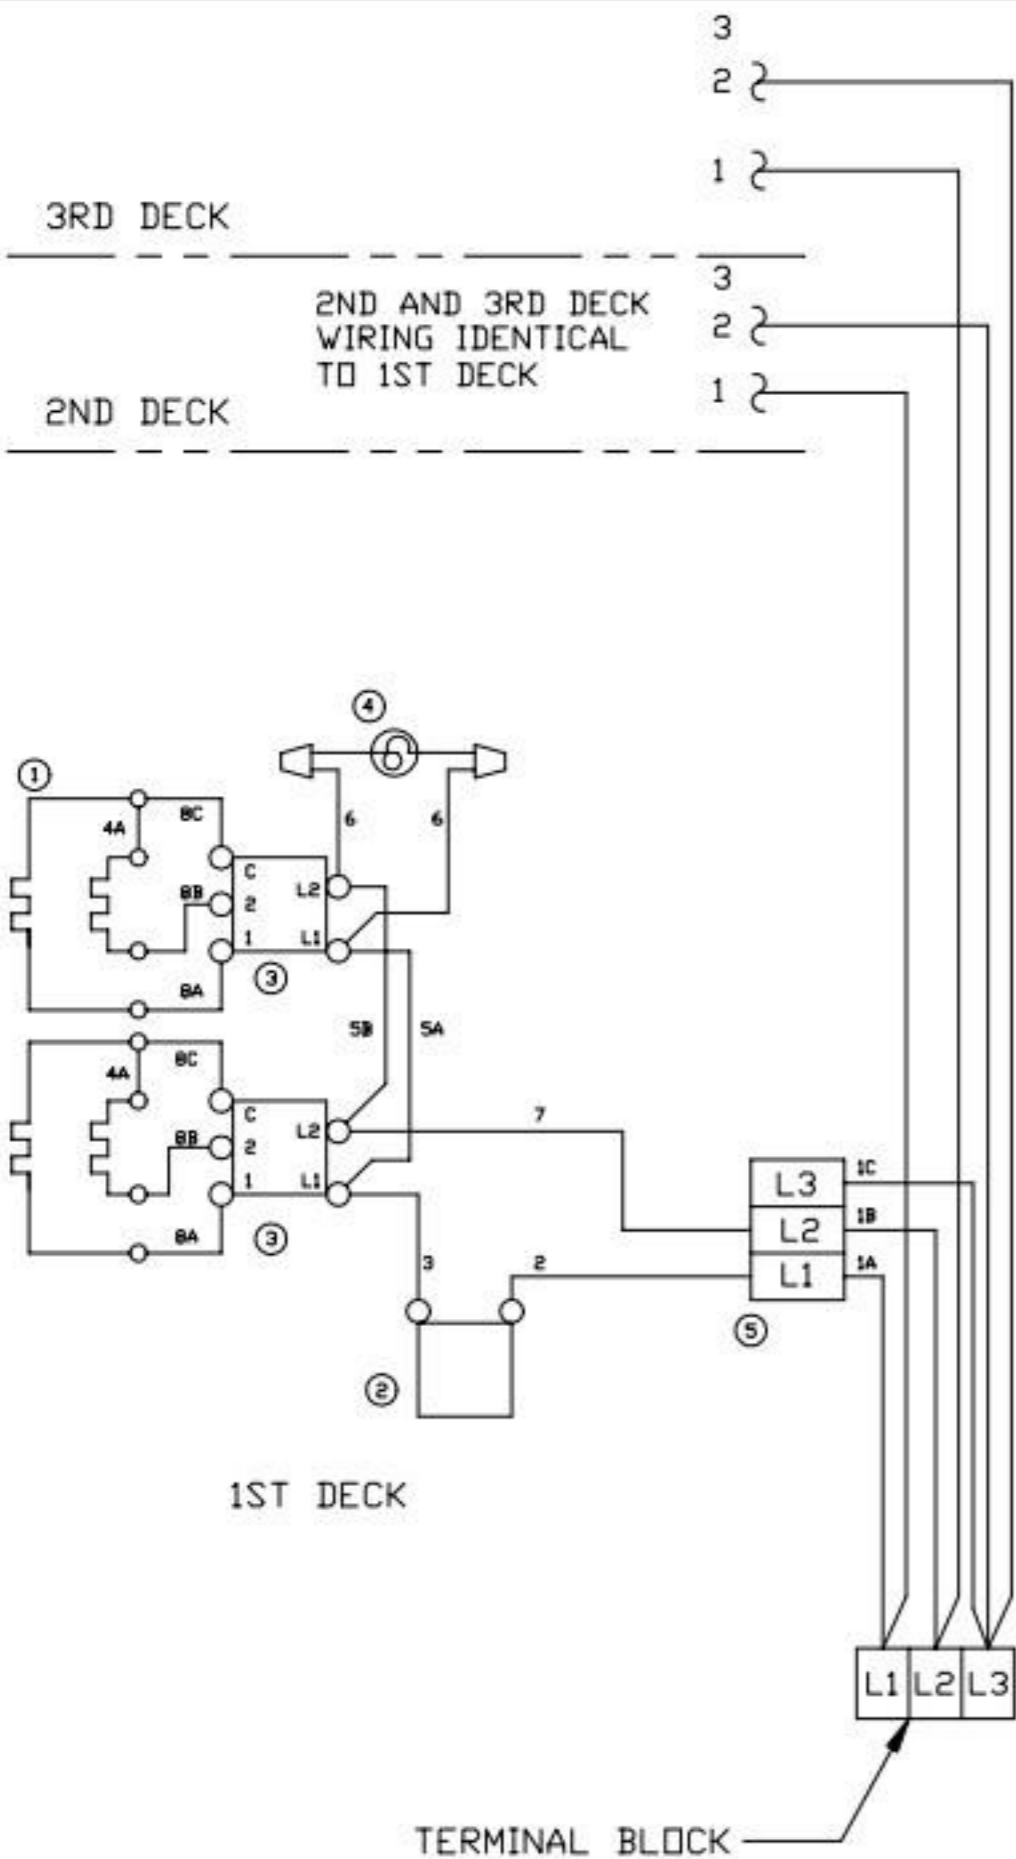 3
2
1
3RD DECK
3
2ND AND 3RD DECK
WIRING IDENTICAL
TO 1ST DECK
2
1
2ND DECK
4
1
8C
4A
6
6
C
L2
8B
2
1
L1
3
8A
5B
5A
8C
4A
C
L2
7
8B
2
1
L1
8A
3
L3
1C
L2
1B
3
2
L1
1A
5
2
1ST DECK
L1
L2
L3
TERMINAL BLOCK